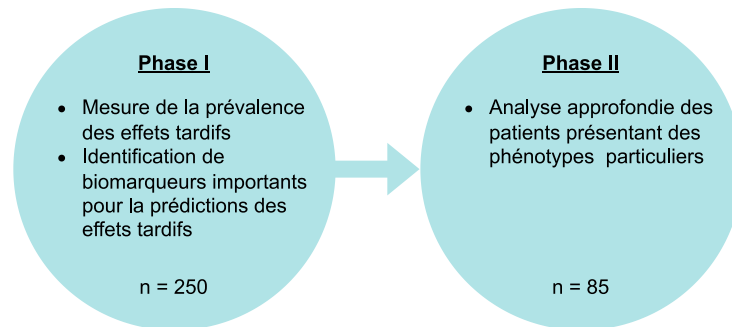 Phase I
• Mesure de la prévalence
des effets tardifs
• Identification de
biomarqueurs importants
pour la prédictions des
effets tardifs
n = 250
Phase II
• Analyse approfondie des
patients présentant des
phénotypes particuliers
n = 85